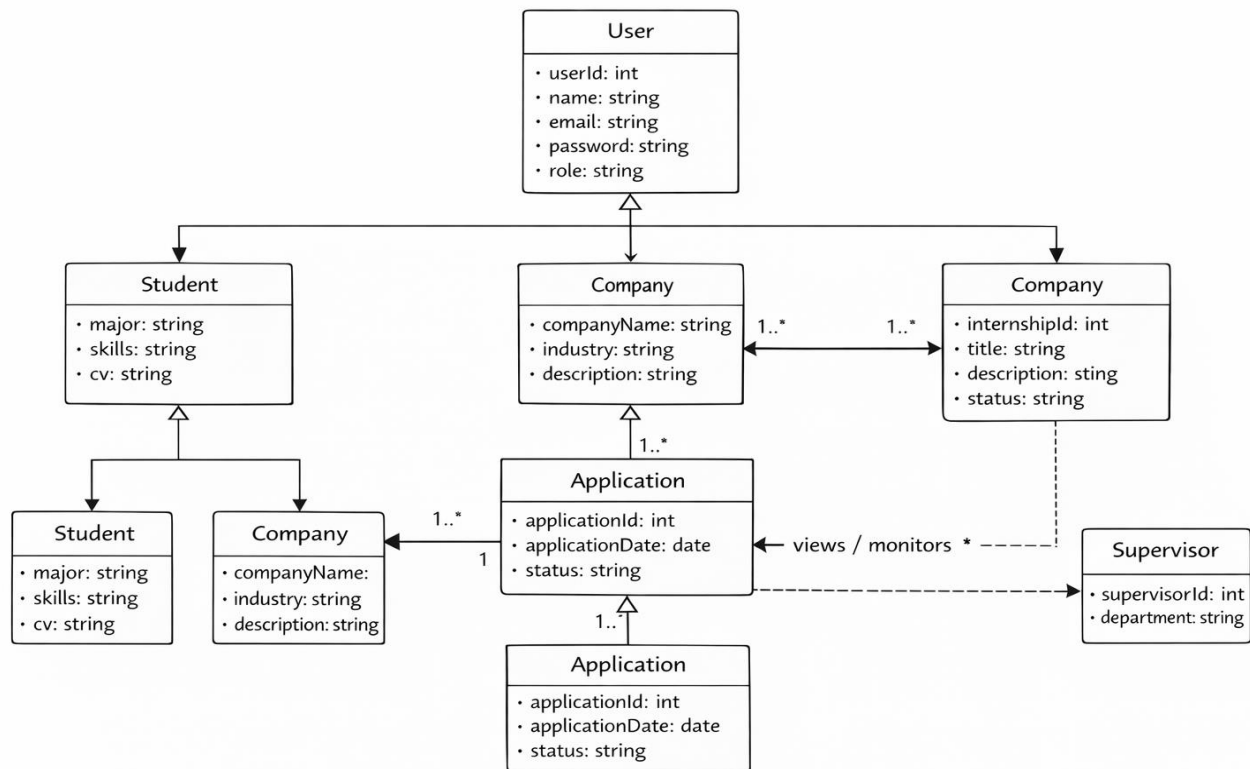 User
· userId: int
· name: string
· email: string
· password: string
· role: string
Student
· major: string
· skills: string
· cv: string
Company
· companyName: string
· industry: string
· description: string
1..*
1..*
Company
· internshipId: int
· title: string
· description: sting
· status: string
1..*
Student
· major: string
· skills: string
· cv: string
Company
· companyName:
· industry: string
· description: string
1..*
1
Application
· applicationId: int
· applicationDate: date
· status: string
views / monitors *
Supervisor
· supervisorId: int
· department: string
1..
Application
· applicationId: int
· applicationDate: date
· status: string